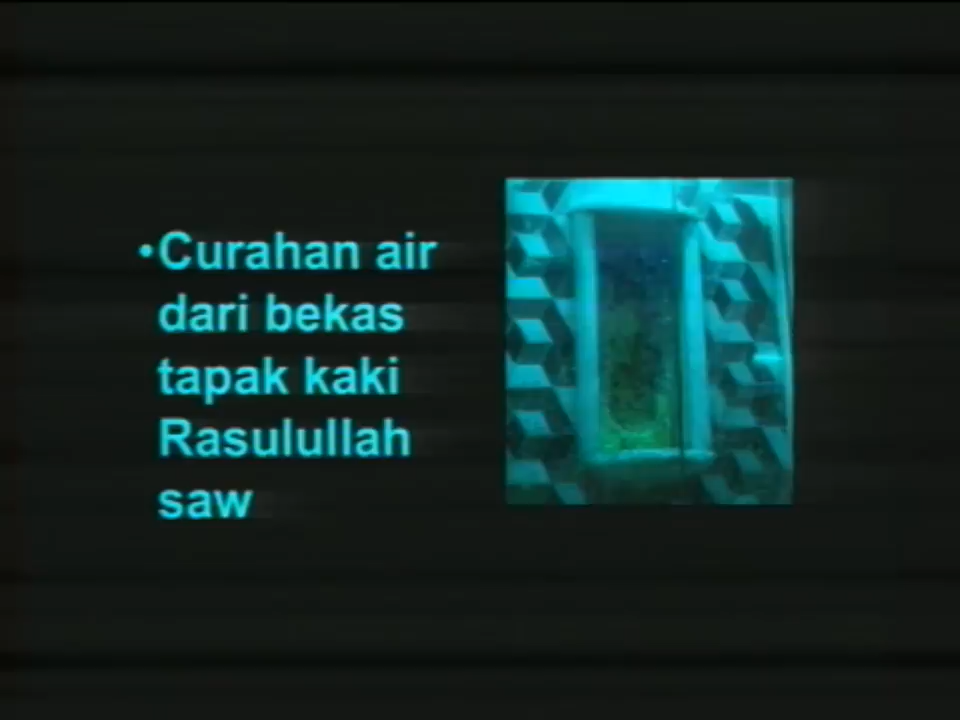 •Curahan air
dari bekas
tapak kaki
Rasulullah
saw